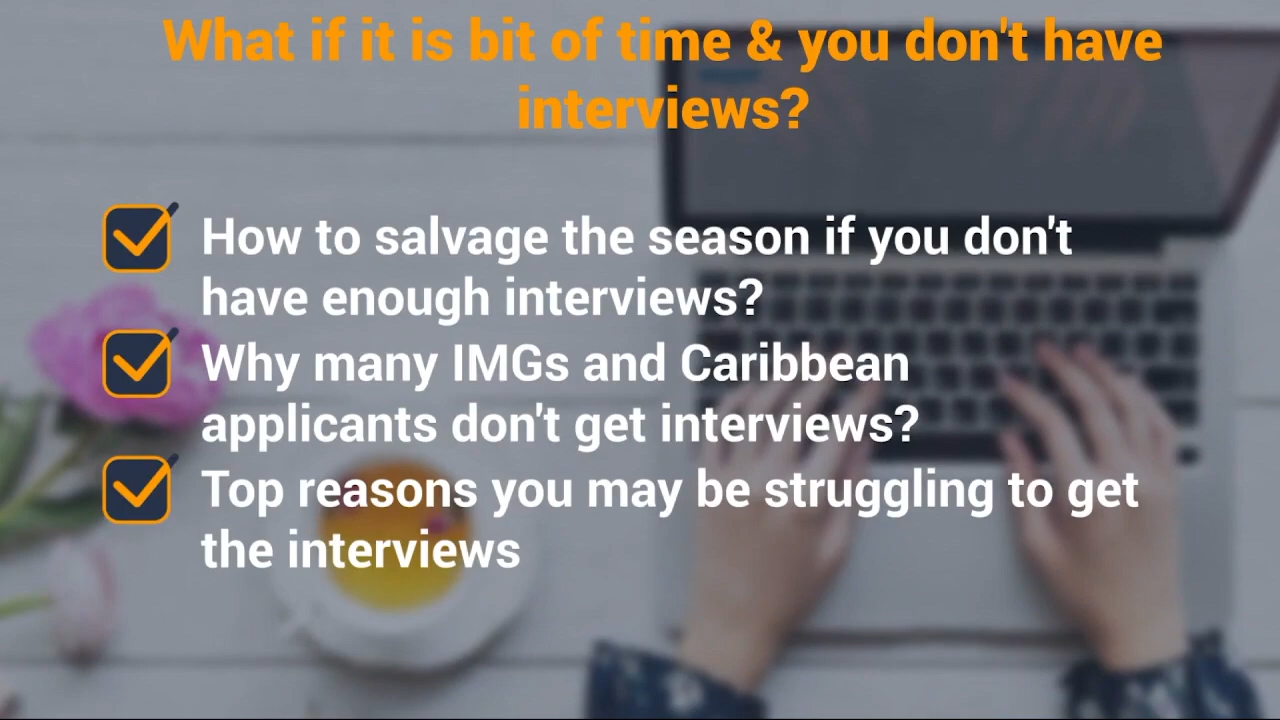 What if it is bit of time & you don't have
interviews?
How to salvage the season if you don't
have enough interviews?
Why many IMGs and Caribbean
applicants don't get interviews?
Top reasons you may be struggling to get
the interviews